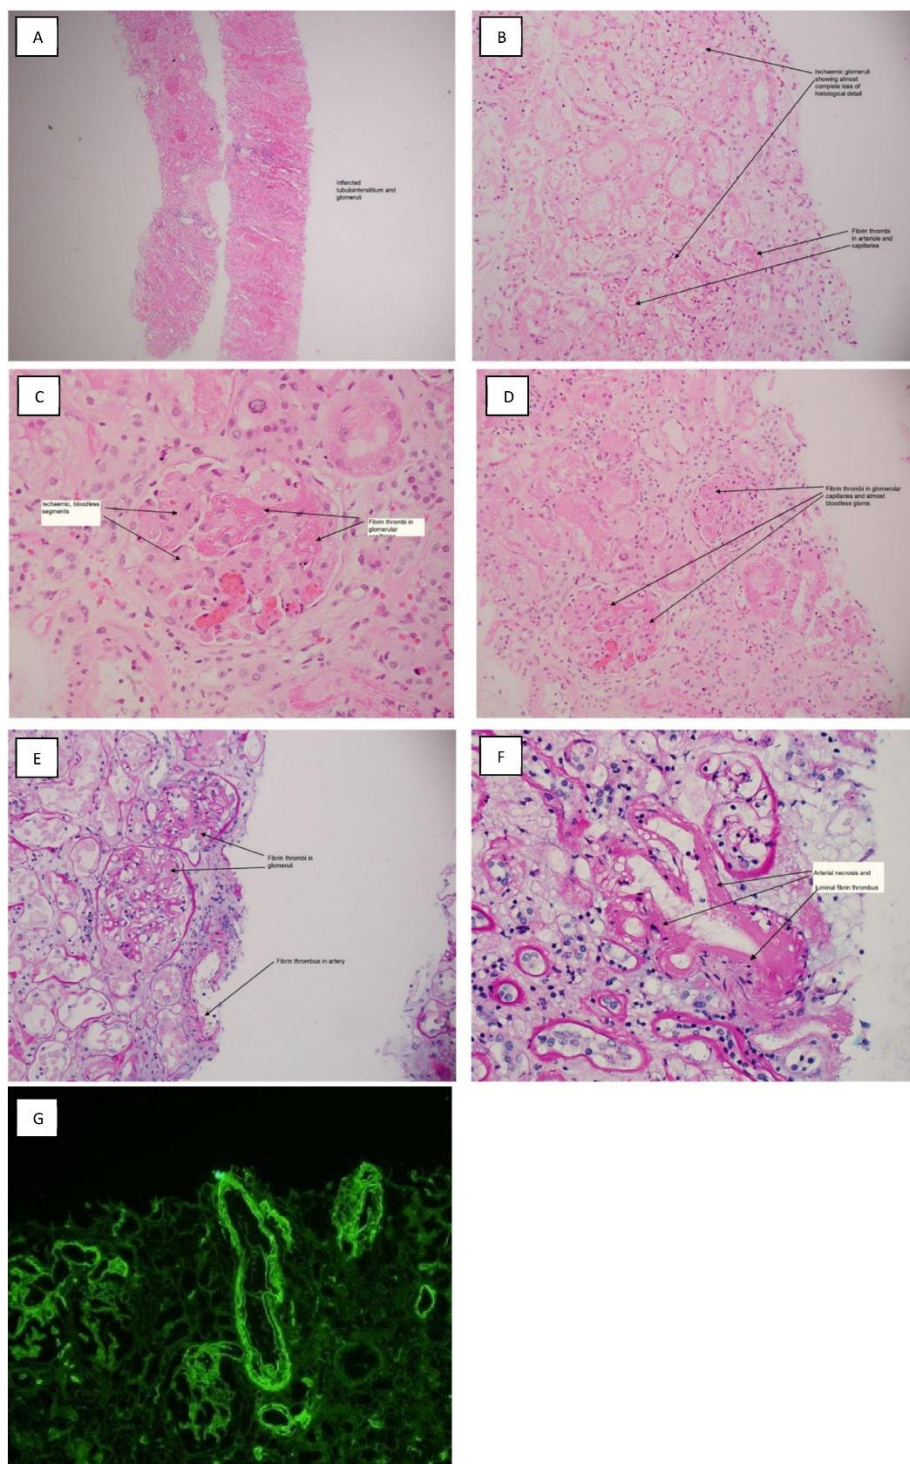 A
Infarcted
tubulointerstitium and
glomeruli
B
Ischaemic glomeruli
showing almost
complete loss of
histological detail
Fibrin thrombi
in arteriole and
capillaries
C
Ischaemic, bloodless
segments
Fibrin thrombi in
glomerular
D
Fibrin thrombi in glomerular
capillaries and almost
bloodless gloms
E
Fibrin thrombi in
glomeruli
Fibrin thrombus in artery
F
Arterial necrosis and
luminal fibrin thrombus
G